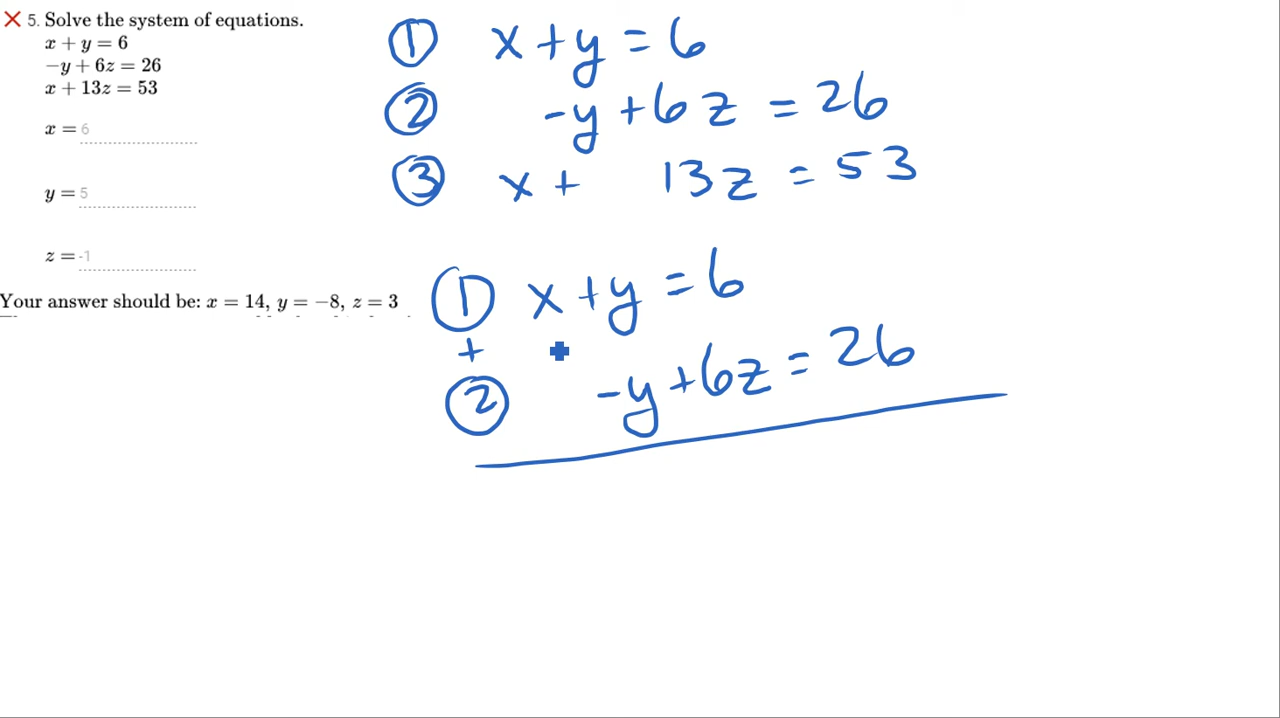 ✕ 5. Solve the system of equations.
x + y = 6
−y + 6z = 26
x + 13z = 53
x = 6
y = 5
z = -1
Your answer should be: x = 14, y = −8, z = 3
① x + y = 6
② -y + 6z = 26
③ x + 13z = 53
① x + y = 6
+
② -y + 6z = 26